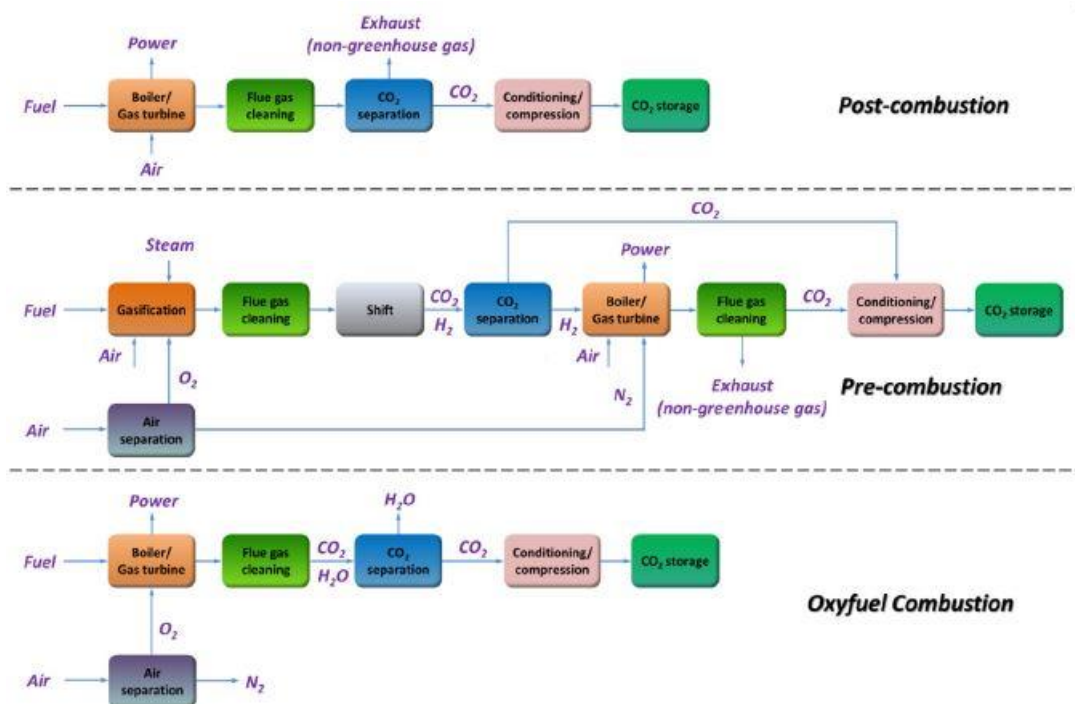 Exhaust
(non-greenhouse gas)
Power
Fuel
Boiler/
Gas turbine
Flue gas
cleaning
CO₂
separation
CO₂
Conditioning/
compression
CO₂ storage
Post-combustion
Air
CO₂
Steam
Power
Fuel
Gasification
Flue gas
cleaning
Shift
CO₂
H₂
CO₂
separation
H₂
Boiler/
Gas turbine
Flue gas
cleaning
CO₂
Conditioning/
compression
CO₂ storage
Air
O₂
Air
N₂
Exhaust
(non-greenhouse gas)
Pre-combustion
Air
Air
separation
Power
H₂O
Fuel
Boiler/
Gas turbine
Flue gas
cleaning
CO₂
H₂O
CO₂
separation
CO₂
Conditioning/
compression
CO₂ storage
Oxyfuel Combustion
O₂
Air
Air
separation
N₂